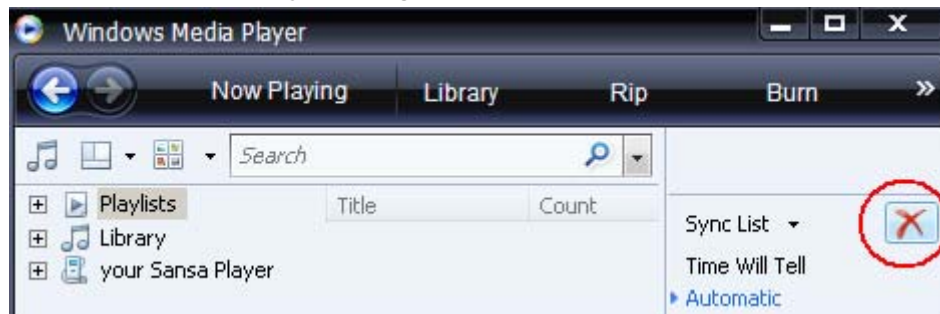 Windows Media Player
Now Playing Library Rip Burn »
Search
Playlists Title Count
Library
your Sansa Player
Sync List
Time Will Tell
Automatic